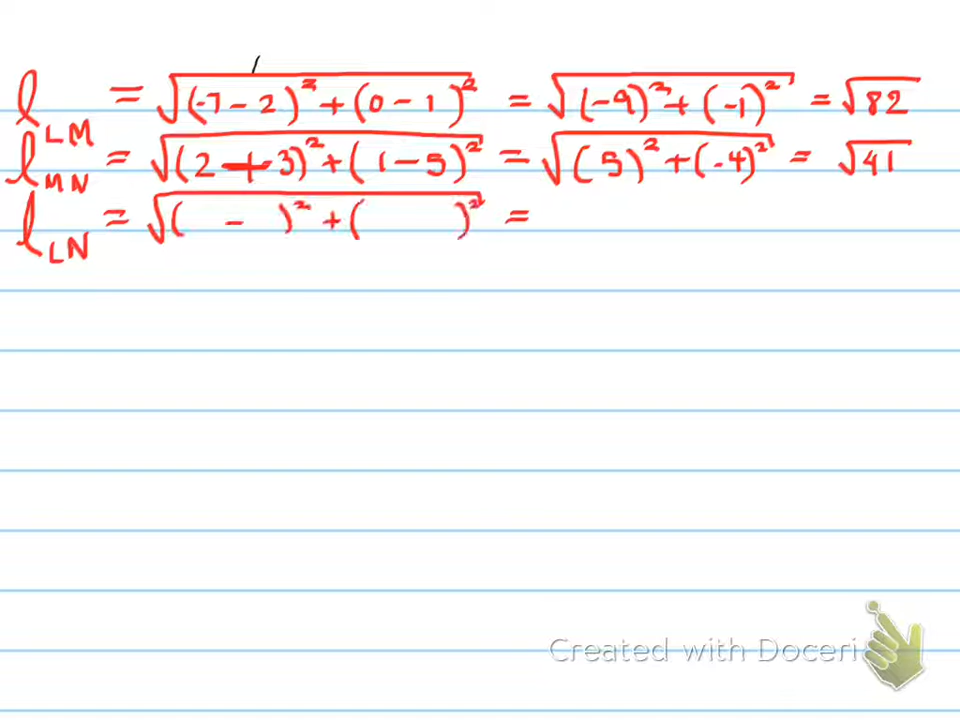 l_LM = √((-7 - 2)² + (0 - 1)²) = √((-9)² + (-1)²) = √82
l_MN = √((2 + 3)² + (1 - 5)²) = √((5)² + (-4)²) = √41
l_LN = √(( - )² + ( )²) =
Created with Doceri